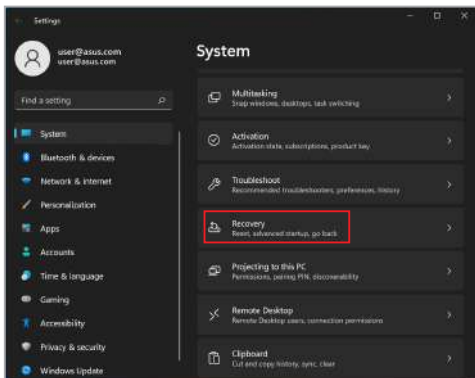 Settings
user@asus.com
user@asus.com
Find a setting
System
Bluetooth & devices
Network & internet
Personalization
Apps
Accounts
Time & language
Gaming
Accessibility
Privacy & security
Windows Update
System
Multitasking
Snap windows, desktops, task switching
Activation
Activation state, subscriptions, product key
Troubleshoot
Recommended troubleshooters, preferences, history
Recovery
Reset, advanced startup, go back
Projecting to this PC
Permissions, pairing PIN, discoverability
Remote Desktop
Remote Desktop users, connection permissions
Clipboard
Cut and copy history, sync, clear